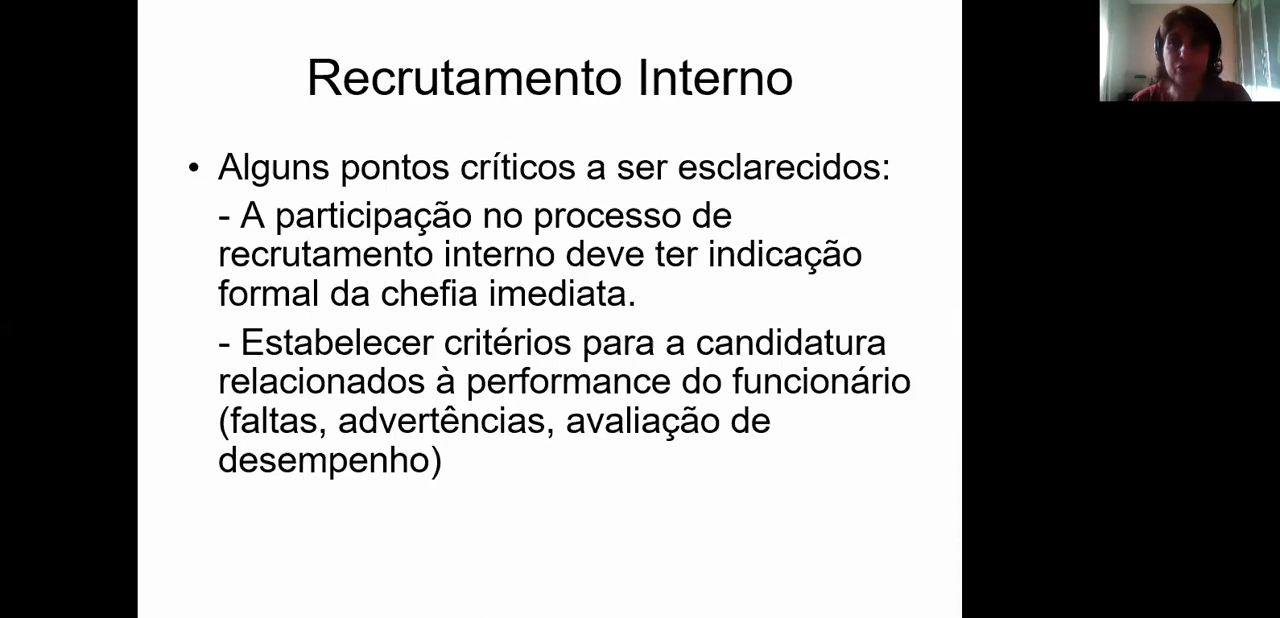 Recrutamento Interno
• Alguns pontos críticos a ser esclarecidos:
- A participação no processo de
recrutamento interno deve ter indicação
formal da chefia imediata.
- Estabelecer critérios para a candidatura
relacionados à performance do funcionário
(faltas, advertências, avaliação de
desempenho)